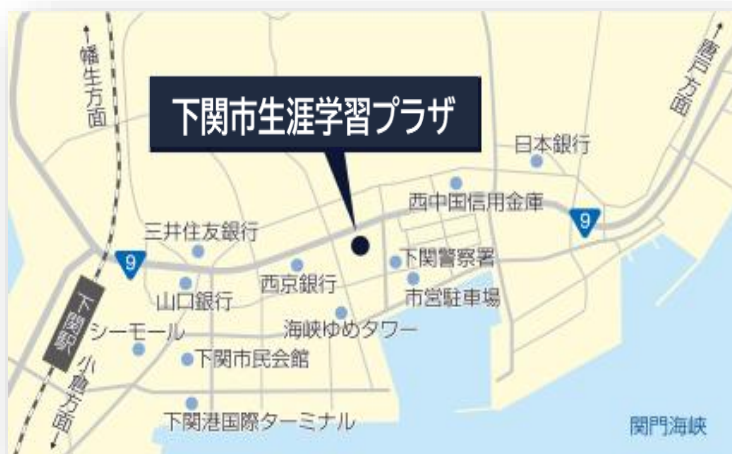 ↑幡生方面
唐戸方面→
下関市生涯学習プラザ
日本銀行
西中国信用金庫
9
三井住友銀行
9
下関警察署
西京銀行
山口銀行
市営駐車場
下関駅
シーモール
海峡ゆめタワー
下関市民会館
小倉方面→
下関港国際ターミナル
関門海峡